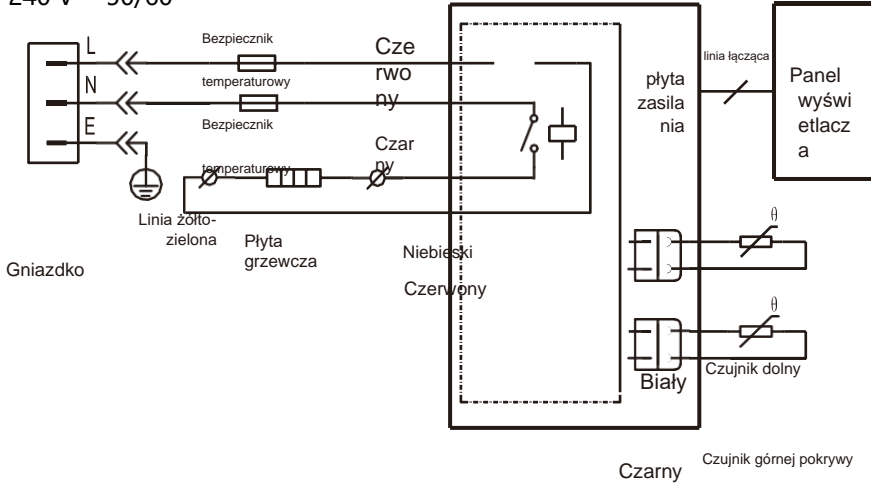 240 V 50/60
L
Bezpiecznik
temperaturowy
Cze
rwo
ny
N
Bezpiecznik
temperaturowy
E
Czar
ny
Linia żółto-
zielona
Płyta
grzewcza
Gniazdko
Niebieski
Czerwony
płyta
zasila
nia
linia łącząca
Panel
wyświ
etlacz
a
θ
θ
Biały
Czujnik dolny
Czarny
Czujnik górnej pokrywy